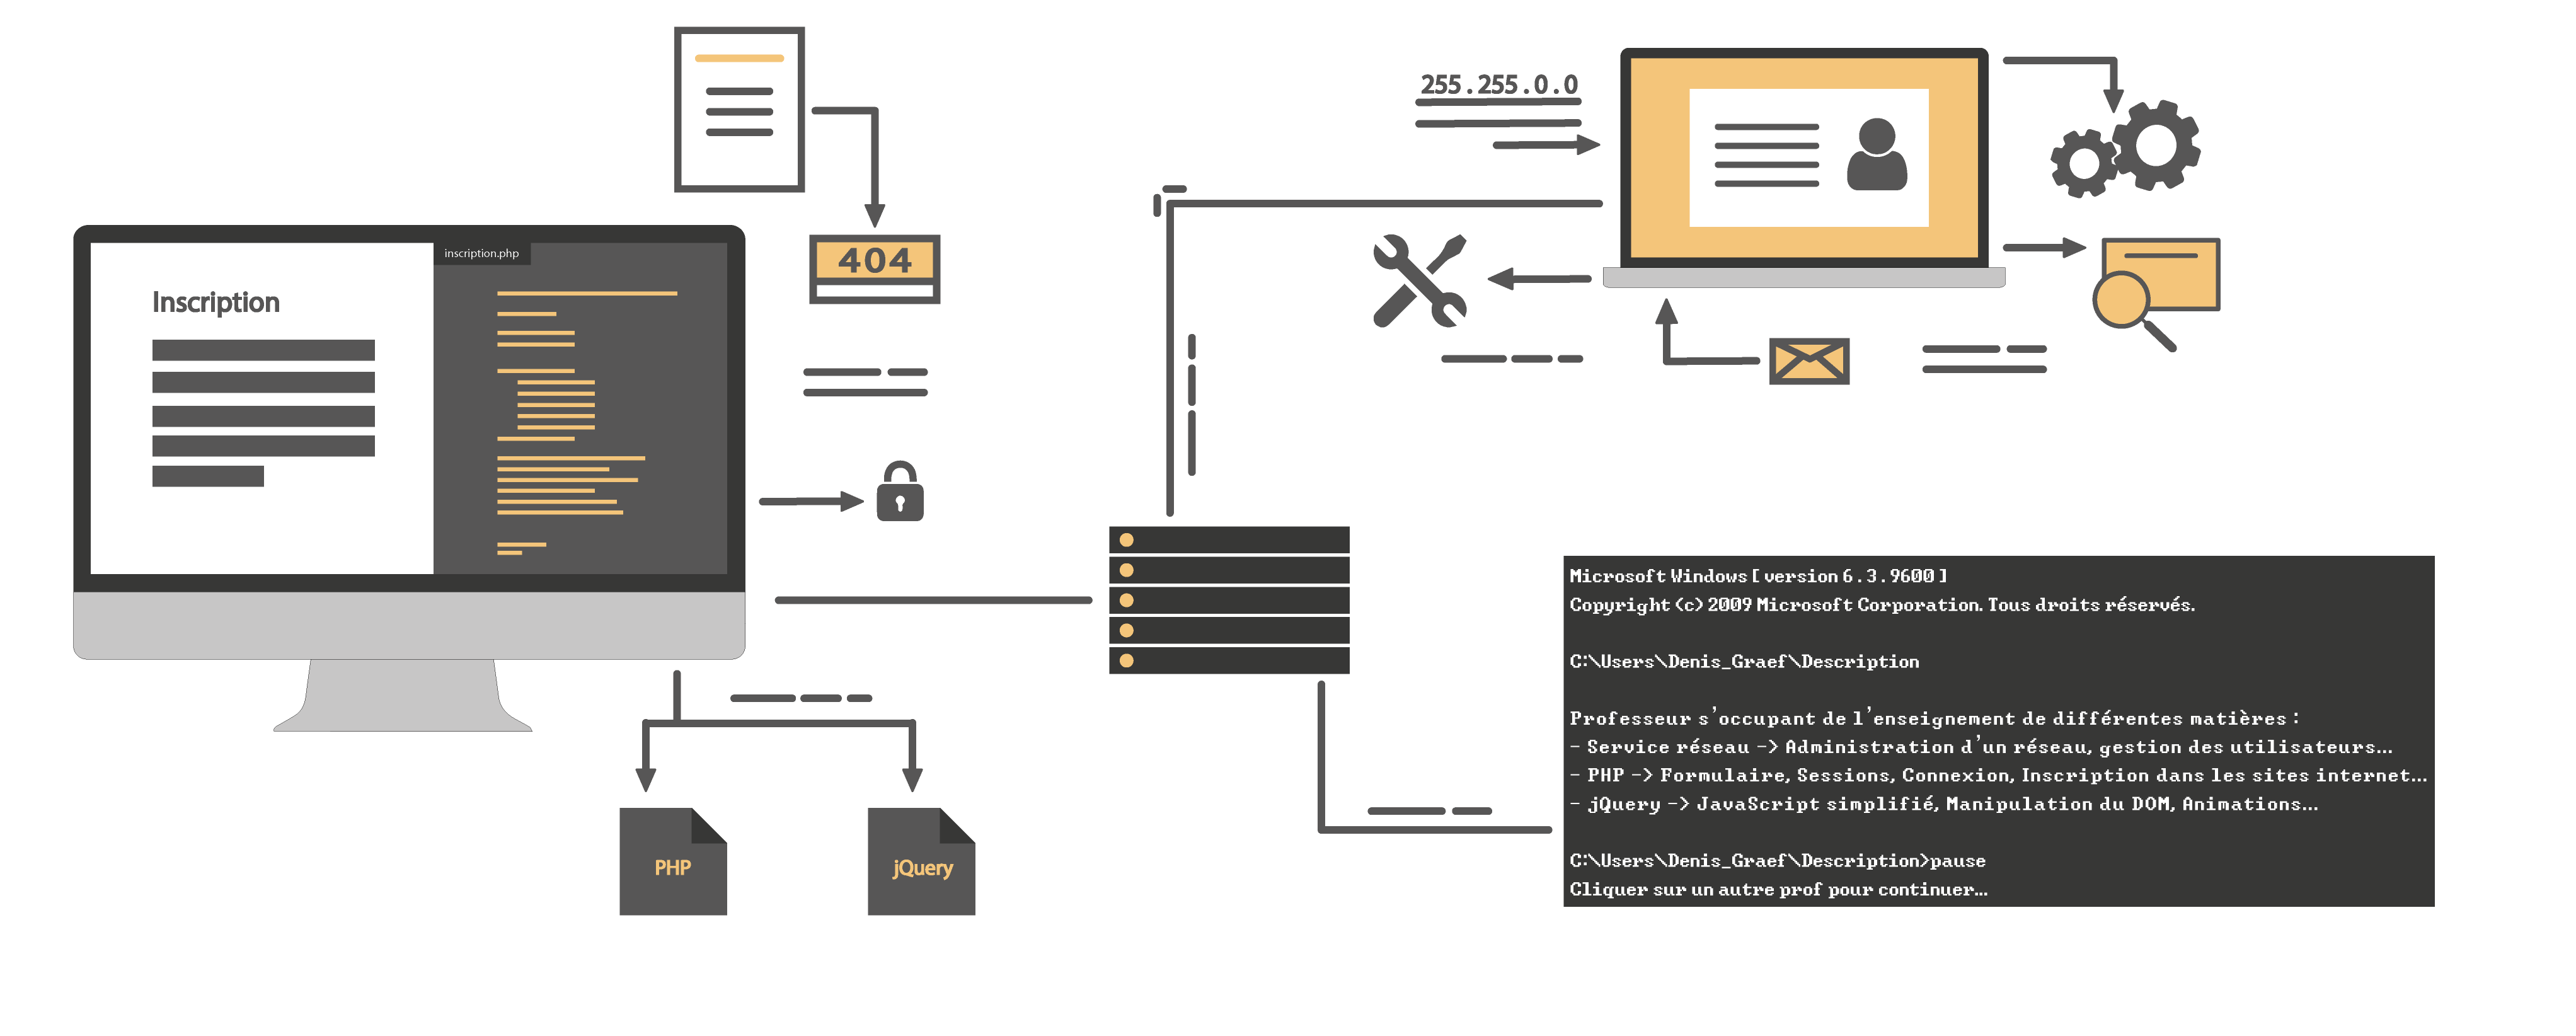 255.255.0.0
404
inscription.php
Inscription
PHP
jQuery
Microsoft Windows [ version 6.3.9600 ]
Copyright (c) 2009 Microsoft Corporation. Tous droits réservés.
C:\Users\Denis_Graef\Description
Professeur s'occupant de l'enseignement de différentes matières :
- Service réseau -> Administration d'un réseau, gestion des utilisateurs...
- PHP -> Formulaire, Sessions, Connexion, Inscription dans les sites internet...
- jQuery -> JavaScript simplifié, Manipulation du DOM, Animations...
C:\Users\Denis_Graef\Description>pause
Cliquer sur un autre prof pour continuer...